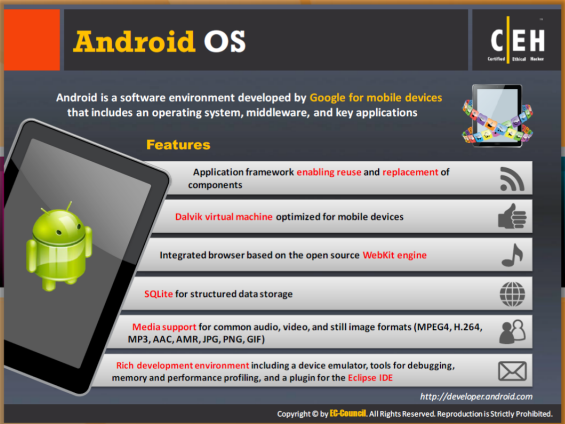 Android OS
C|EH
Certified Ethical Hacker
Android is a software environment developed by Google for mobile devices
that includes an operating system, middleware, and key applications
Features
Application framework enabling reuse and replacement of
components
Dalvik virtual machine optimized for mobile devices
Integrated browser based on the open source WebKit engine
SQLite for structured data storage
Media support for common audio, video, and still image formats (MPEG4, H.264,
MP3, AAC, AMR, JPG, PNG, GIF)
Rich development environment including a device emulator, tools for debugging,
memory and performance profiling, and a plugin for the Eclipse IDE
http://developer.android.com
Copyright © by EC-Council. All Rights Reserved. Reproduction is Strictly Prohibited.